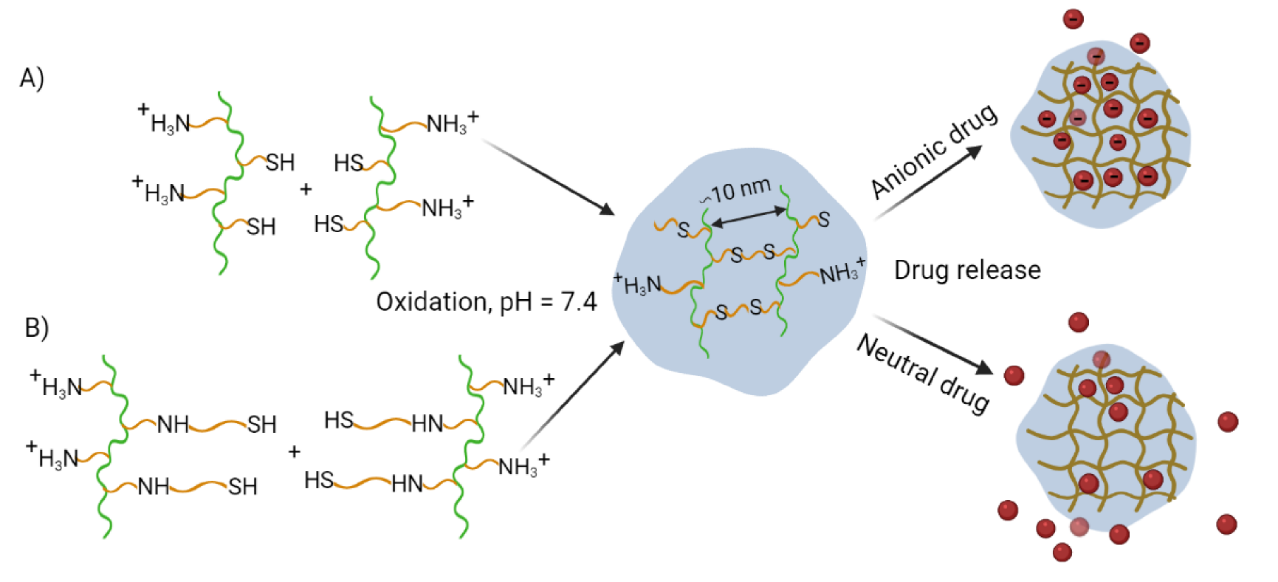 A)
+H₃N
SH
+H₃N
SH
+
NH₃+
HS
NH₃+
HS
Oxidation, pH = 7.4
B)
+H₃N
NH SH
+H₃N
NH SH
+
NH₃+
HS HN
NH₃+
HS HN
~10 nm
S S
S S
+H₃N NH₃+
S S
Anionic drug
Drug release
Neutral drug
-
-
-
-
-
-
-
-
-
-
-
-
-
-